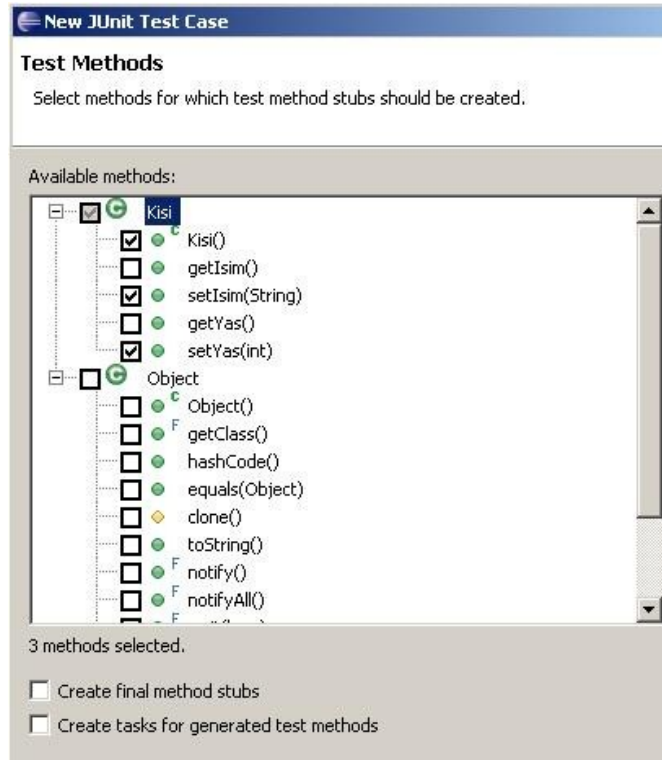 New JUnit Test Case
Test Methods
Select methods for which test method stubs should be created.
Available methods:
C Kisi
C Kisi()
getIsim()
setIsim(String)
getYas()
setYas(int)
C Object
C Object()
F getClass()
hashCode()
equals(Object)
clone()
toString()
F notify()
F notifyAll()
F
3 methods selected.
Create final method stubs
Create tasks for generated test methods